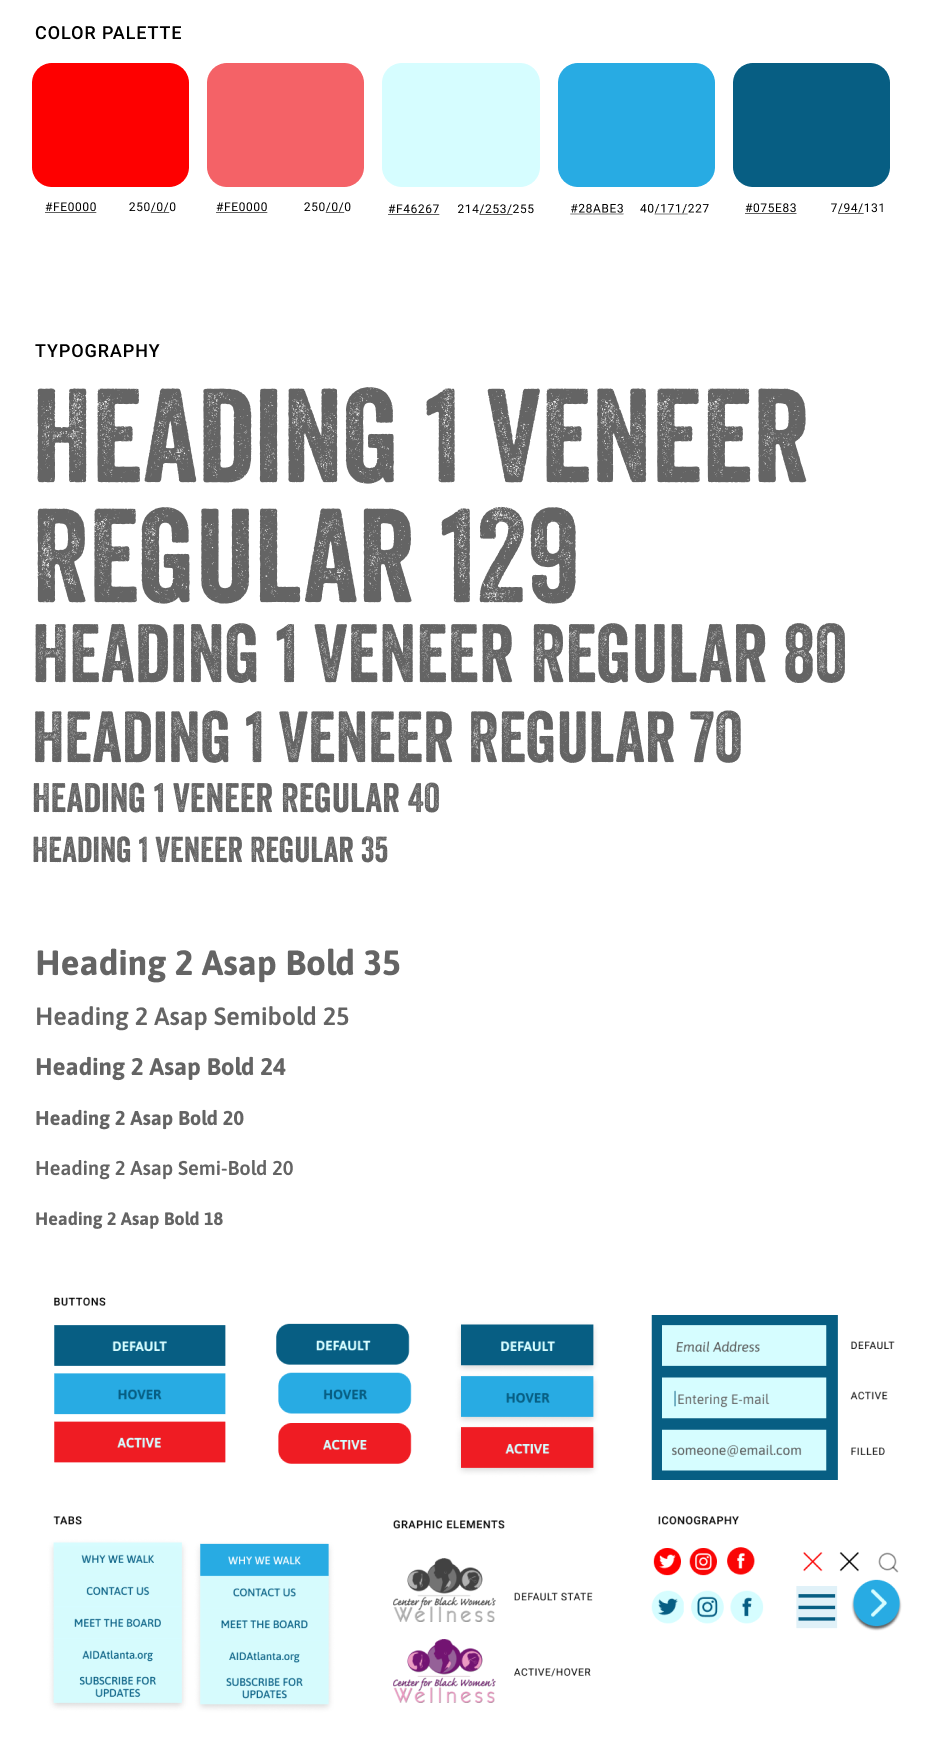 COLOR PALETTE
#FE0000 250/0/0 #FE0000 250/0/0 #F46267 214/253/255 #28ABE3 40/171/227 #075E83 7/94/131
TYPOGRAPHY
HEADING 1 VENEER
REGULAR 129
HEADING 1 VENEER REGULAR 80
HEADING 1 VENEER REGULAR 70
HEADING 1 VENEER REGULAR 40
HEADING 1 VENEER REGULAR 35
Heading 2 Asap Bold 35
Heading 2 Asap Semibold 25
Heading 2 Asap Bold 24
Heading 2 Asap Bold 20
Heading 2 Asap Semi-Bold 20
Heading 2 Asap Bold 18
BUTTONS
DEFAULT
HOVER
ACTIVE
DEFAULT
HOVER
ACTIVE
DEFAULT
HOVER
ACTIVE
Email Address DEFAULT
Entering E-mail ACTIVE
someone@email.com FILLED
TABS
WHY WE WALK
CONTACT US
MEET THE BOARD
AIDAtlanta.org
SUBSCRIBE FOR
UPDATES
WHY WE WALK
CONTACT US
MEET THE BOARD
AIDAtlanta.org
SUBSCRIBE FOR
UPDATES
GRAPHIC ELEMENTS
Center for Black Women's
Wellness
DEFAULT STATE
Center for Black Women's
Wellness
ACTIVE/HOVER
ICONOGRAPHY